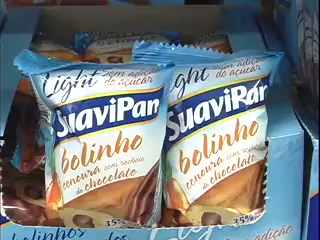 Light Sem adição
de açúcar
SuaviPan
bolinho
cenoura com recheio
de chocolate
35%
Light Sem adição
de açúcar
SuaviPan
bolinho
cenoura com recheio
de chocolate
35%
bolinhos